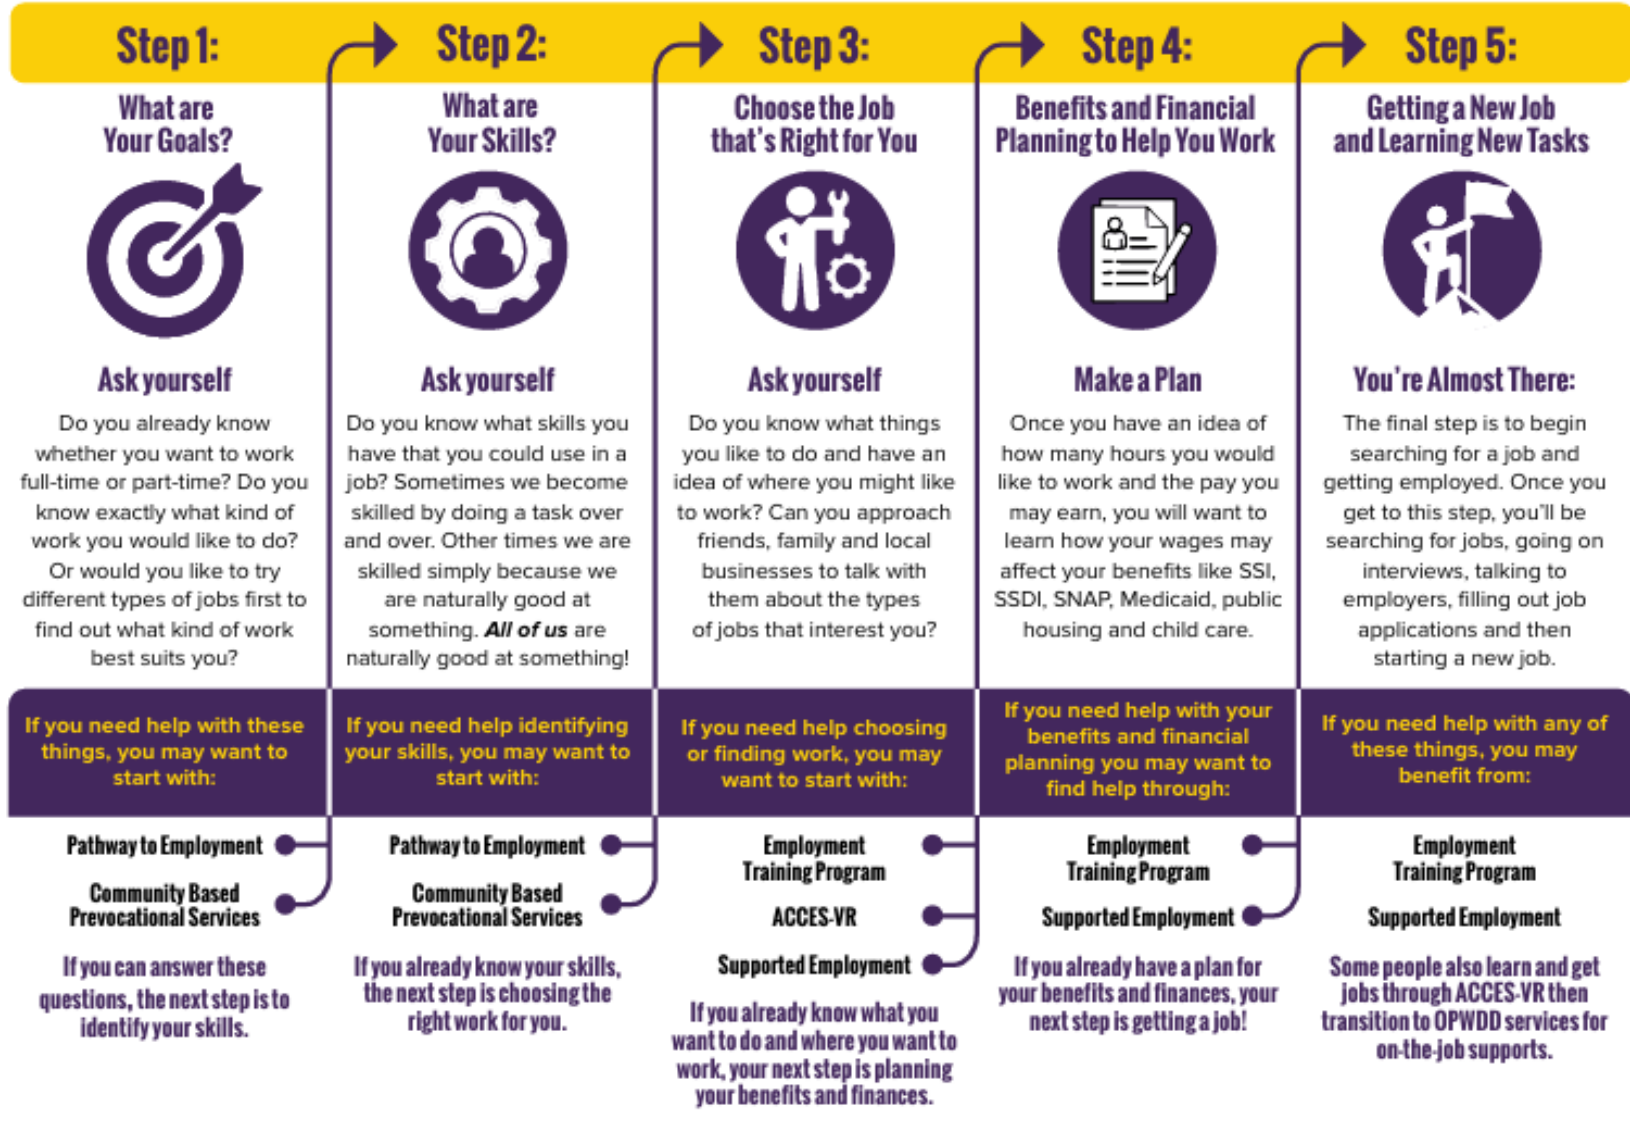 Step 1:
What are
Your Goals?
Ask yourself
Do you already know
whether you want to work
full-time or part-time? Do you
know exactly what kind of
work you would like to do?
Or would you like to try
different types of jobs first to
find out what kind of work
best suits you?
If you need help with these
things, you may want to
start with:
Pathway to Employment
Community Based
Prevocational Services
If you can answer these
questions, the next step is to
identify your skills.
Step 2:
What are
Your Skills?
Ask yourself
Do you know what skills you
have that you could use in a
job? Sometimes we become
skilled by doing a task over
and over. Other times we are
skilled simply because we
are naturally good at
something. All of us are
naturally good at something!
If you need help identifying
your skills, you may want to
start with:
Pathway to Employment
Community Based
Prevocational Services
If you already know your skills,
the next step is choosing the
right work for you.
Step 3:
Choose the Job
that's Right for You
Ask yourself
Do you know what things
you like to do and have an
idea of where you might like
to work? Can you approach
friends, family and local
businesses to talk with
them about the types
of jobs that interest you?
If you need help choosing
or finding work, you may
want to start with:
Employment
Training Program
ACCES-VR
Supported Employment
If you already know what you
want to do and where you want to
work, your next step is planning
your benefits and finances.
Step 4:
Benefits and Financial
Planning to Help You Work
Make a Plan
Once you have an idea of
how many hours you would
like to work and the pay you
may earn, you will want to
learn how your wages may
affect your benefits like SSI,
SSDI, SNAP, Medicaid, public
housing and child care.
If you need help with your
benefits and financial
planning you may want to
find help through:
Employment
Training Program
Supported Employment
If you already have a plan for
your benefits and finances, your
next step is getting a job!
Step 5:
Getting a New Job
and Learning New Tasks
You're Almost There:
The final step is to begin
searching for a job and
getting employed. Once you
get to this step, you'll be
searching for jobs, going on
interviews, talking to
employers, filling out job
applications and then
starting a new job.
If you need help with any of
these things, you may
benefit from:
Employment
Training Program
Supported Employment
Some people also learn and get
jobs through ACCES-VR then
transition to OPWDD services for
on-the-job supports.